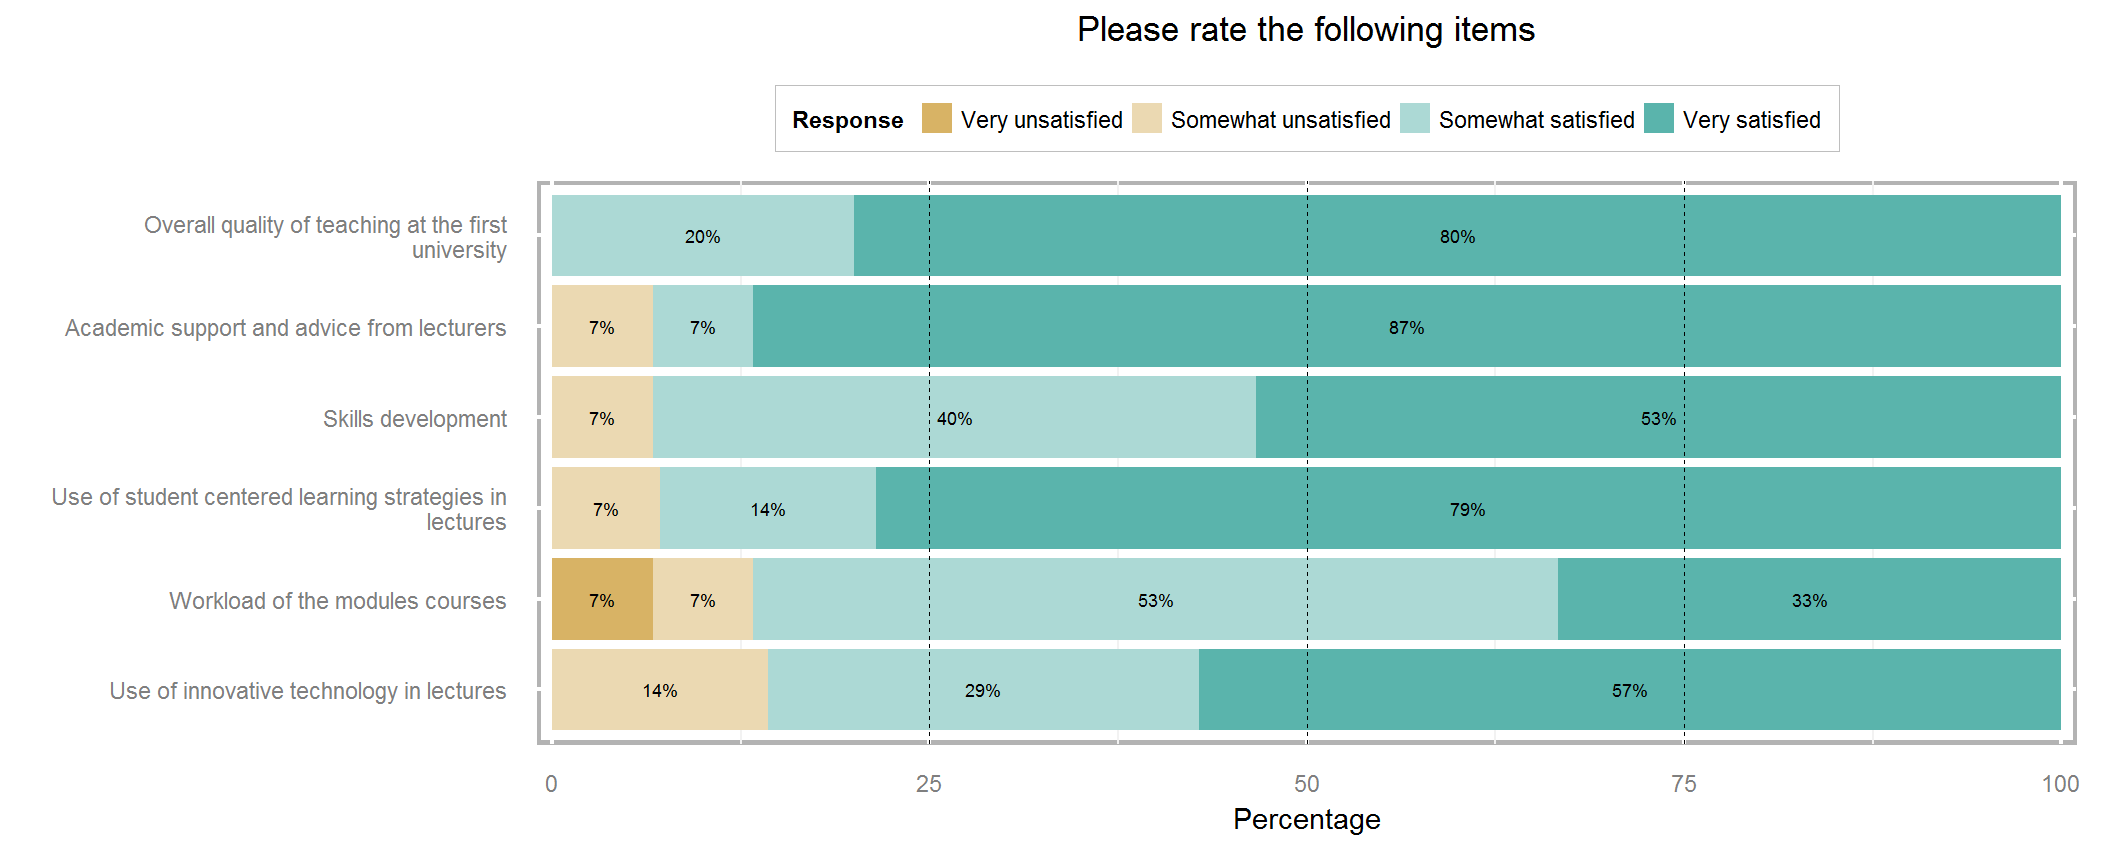 Please rate the following items
Response Very unsatisfied Somewhat unsatisfied Somewhat satisfied Very satisfied
Overall quality of teaching at the first
university
20% 80%
Academic support and advice from lecturers
7% 7% 87%
Skills development
7% 40% 53%
Use of student centered learning strategies in
lectures
7% 14% 79%
Workload of the modules courses
7% 7% 53% 33%
Use of innovative technology in lectures
14% 29% 57%
0 25 50 75 100
Percentage